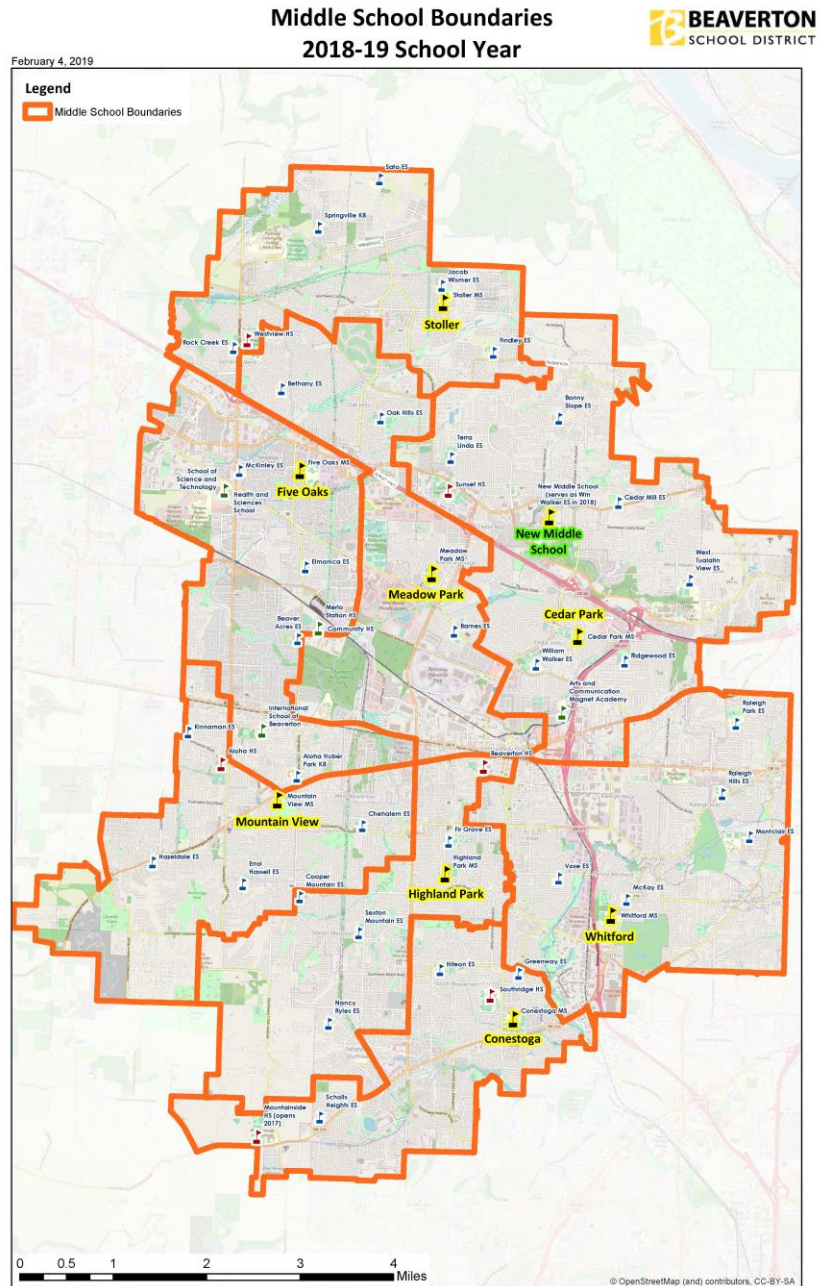 Middle School Boundaries
2018-19 School Year
BEAVERTON
SCHOOL DISTRICT
February 4, 2019
Legend
Middle School Boundaries
Sato ES
Springville K8
Jacob
Wismer ES
Stoller MS
Stoller
Westview HS
Rock Creek ES
Findley ES
Bethany ES
Oak Hills ES
Bonny
Slope ES
Terra
Linda ES
School of
Science and
Technology
McKinley ES
Five Oaks MS
Five Oaks
Health and
Sciences
School
Sunset HS
New Middle School
(serves as Wm
Walker ES in 2018)
Cedar Mill ES
New Middle
School
Elmonica ES
Meadow
Park MS
Meadow Park
West
Tualatin
View ES
Merlo
Station HS
Community HS
Beaver
Acres ES
Barnes ES
Cedar Park
Cedar Park MS
William
Walker ES
Ridgewood ES
Arts and
Communication
Magnet Academy
International
School of
Beaverton
Kinnaman ES
Aloha HS
Aloha Huber
Park K8
Beaverton HS
Raleigh
Park ES
Raleigh
Hills ES
Mountain
View MS
Mountain View
Chehalem ES
Fir Grove ES
Montclair ES
Hazeldale ES
Errol
Hassell ES
Cooper
Mountain ES
Highland
Park MS
Highland Park
Vose ES
McKay ES
Whitford MS
Whitford
Sexton
Mountain ES
Hiteon ES
Greenway ES
Southridge HS
Nancy
Ryles ES
Conestoga MS
Conestoga
Mountainside
HS (opens
2017)
Scholls
Heights ES
0 0.5 1 2 3 4
Miles
© OpenStreetMap (and) contributors, CC-BY-SA